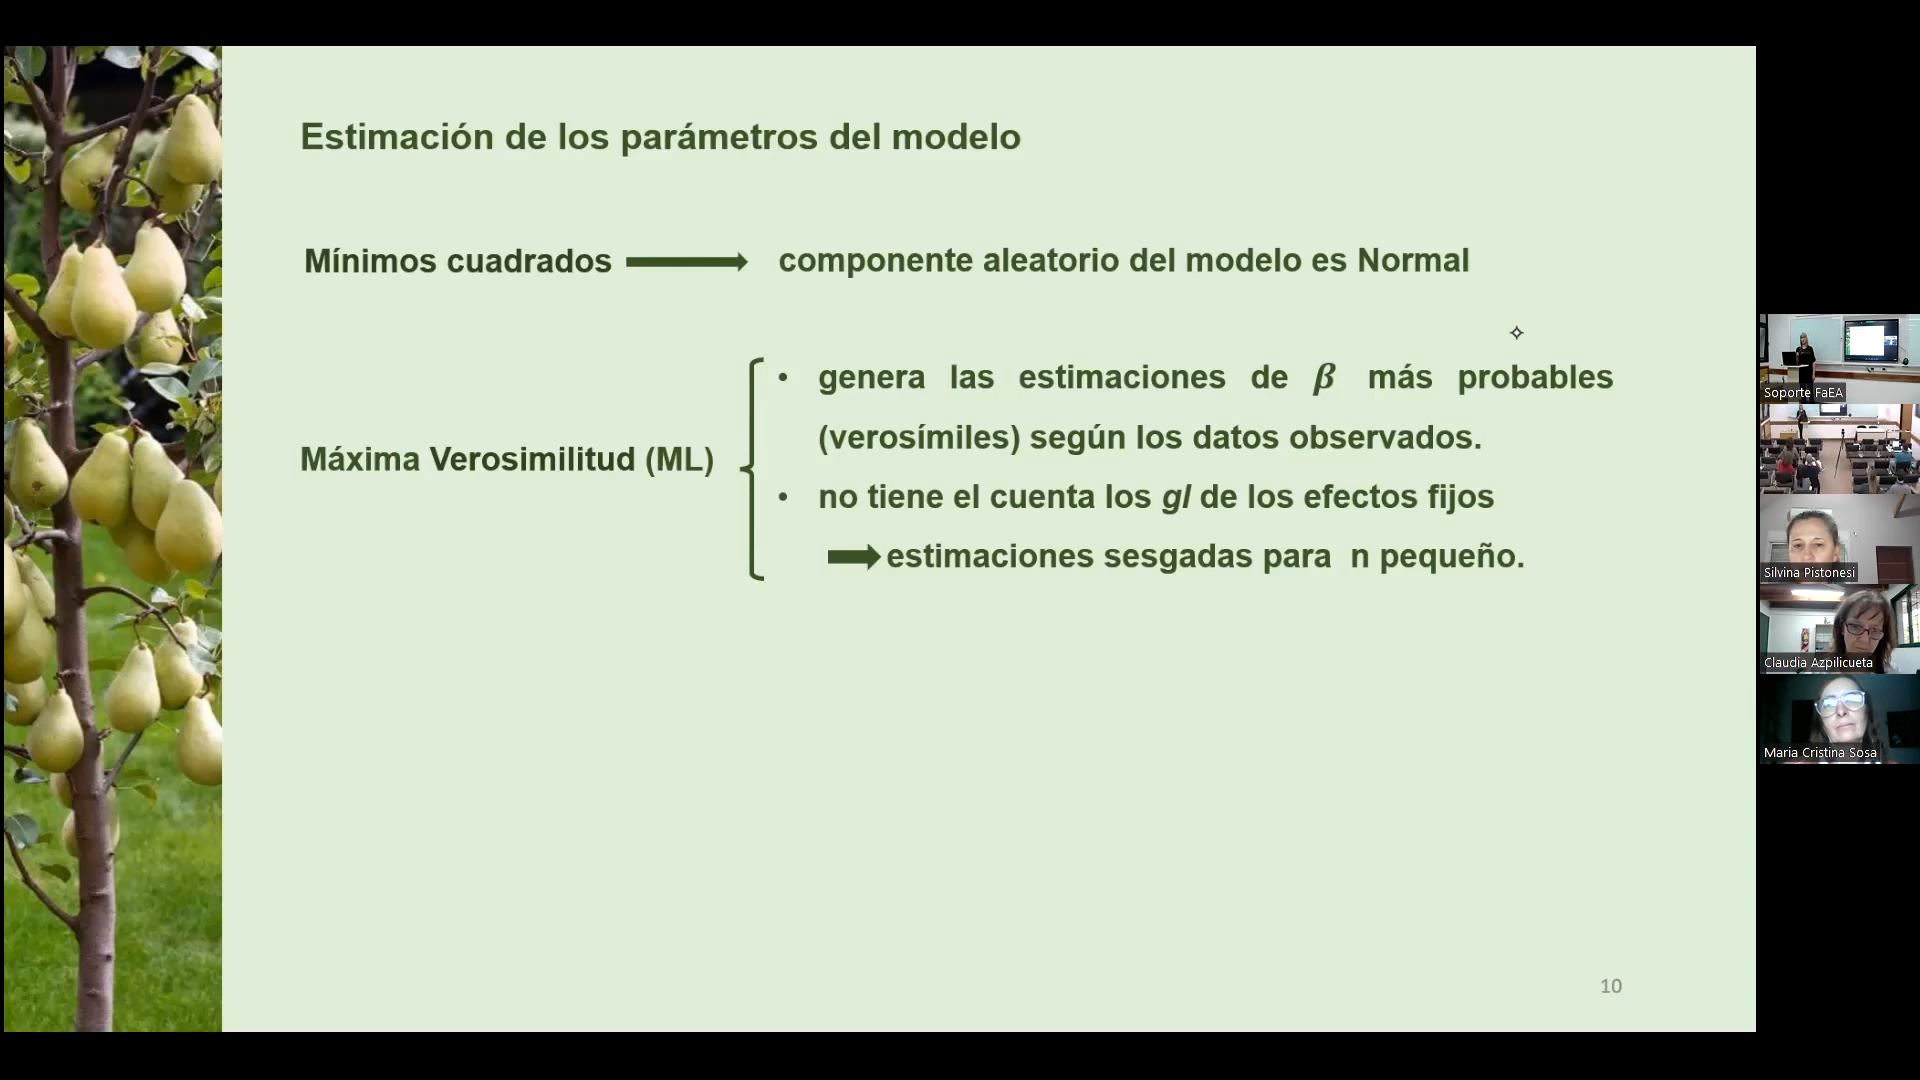 Estimación de los parámetros del modelo
Mínimos cuadrados
componente aleatorio del modelo es Normal
Máxima Verosimilitud (ML)
• genera las estimaciones de β más probables
(verosímiles) según los datos observados.
• no tiene el cuenta los gl de los efectos fijos
estimaciones sesgadas para n pequeño.
10
Soporte FaEA
Silvina Pistonesi
Claudia Azpilicueta
Maria Cristina Sosa